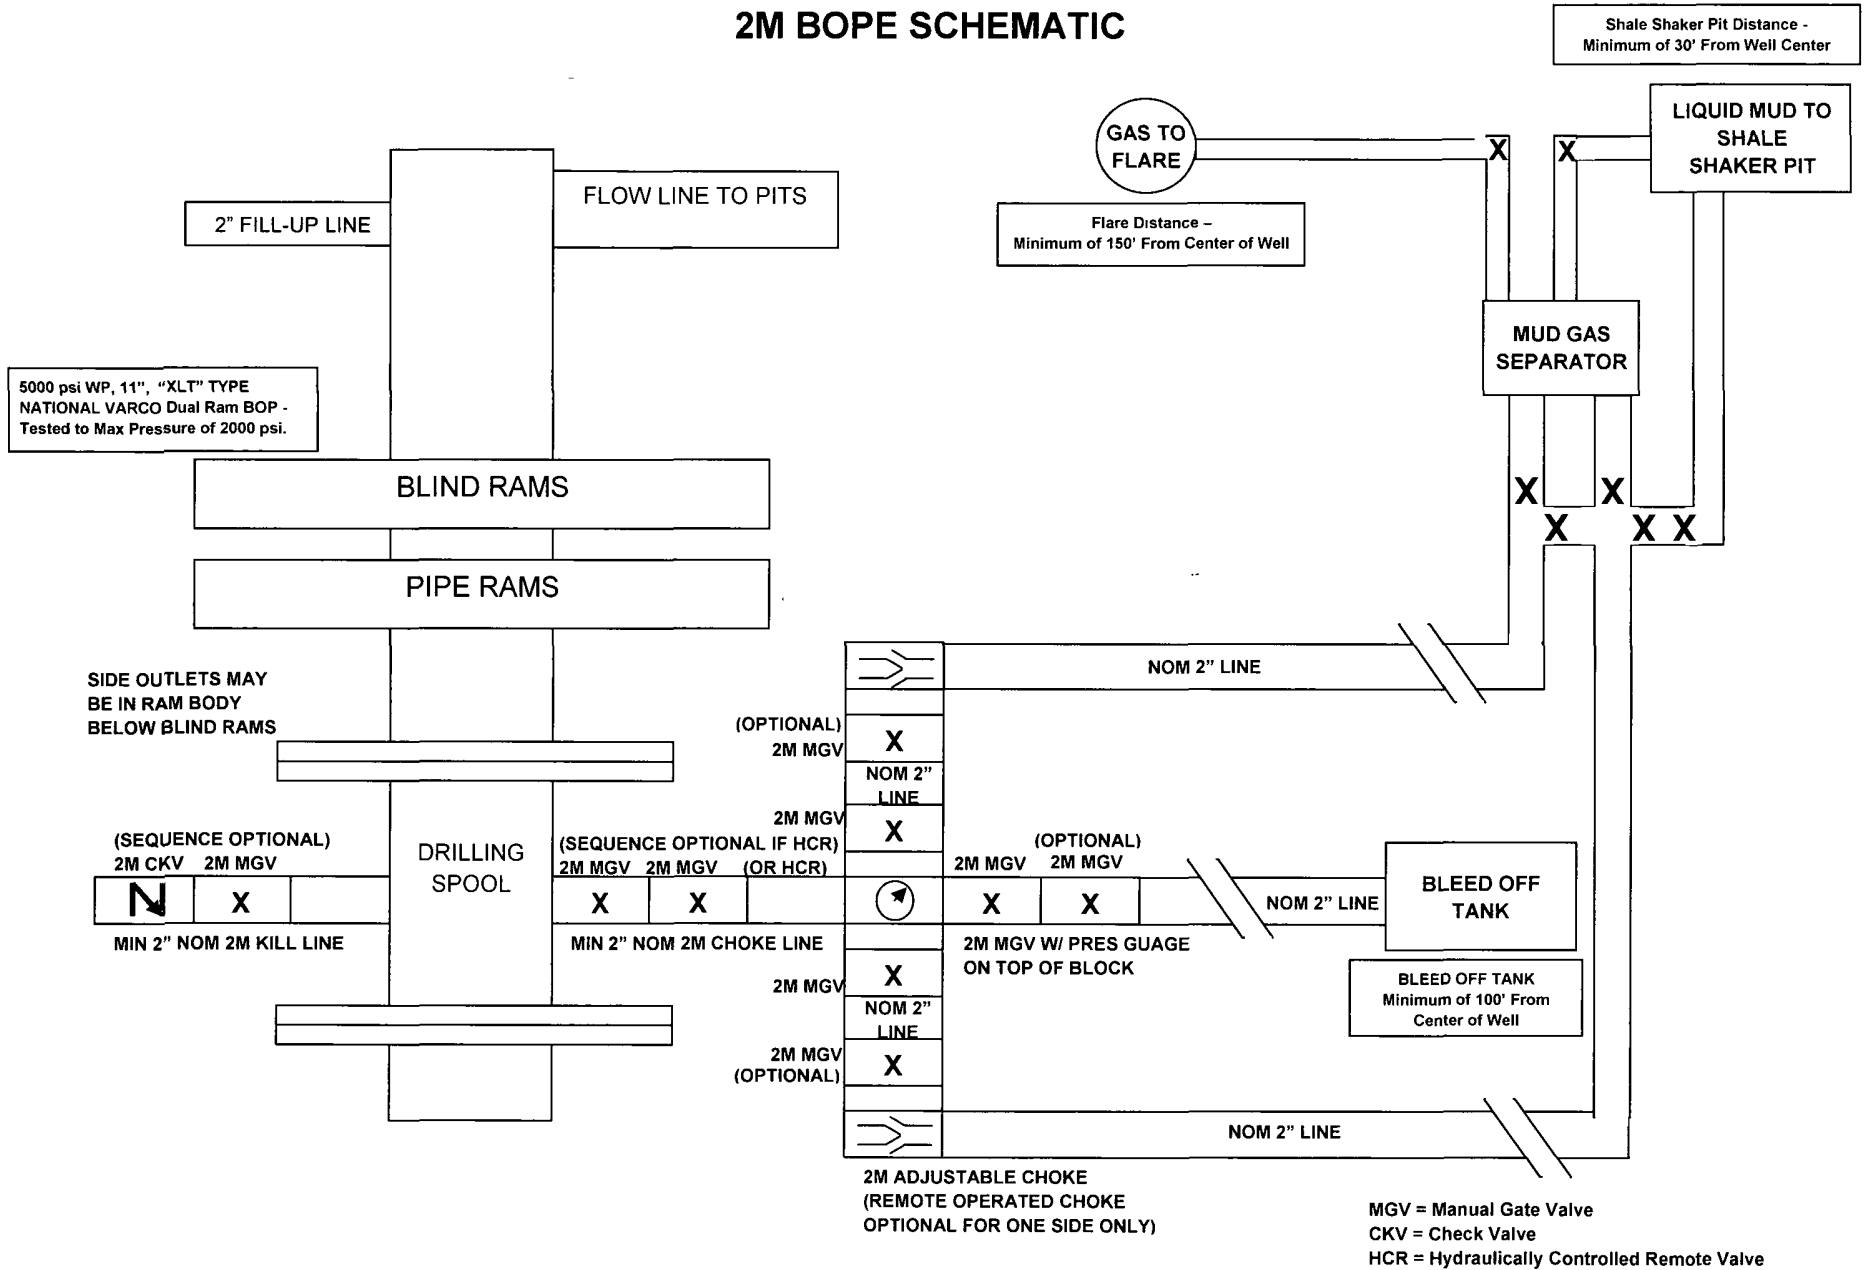 2M BOPE SCHEMATIC
Shale Shaker Pit Distance -
Minimum of 30' From Well Center
LIQUID MUD TO
SHALE
SHAKER PIT
GAS TO
FLARE
Flare Distance –
Minimum of 150' From Center of Well
X
X
FLOW LINE TO PITS
2" FILL-UP LINE
MUD GAS
SEPARATOR
5000 psi WP, 11", "XLT" TYPE
NATIONAL VARCO Dual Ram BOP -
Tested to Max Pressure of 2000 psi.
BLIND RAMS
X
X
X
X
X
PIPE RAMS
SIDE OUTLETS MAY
BE IN RAM BODY
BELOW BLIND RAMS
NOM 2" LINE
(OPTIONAL)
2M MGV
X
NOM 2"
LINE
2M MGV
X
(SEQUENCE OPTIONAL)
2M CKV 2M MGV
X
MIN 2" NOM 2M KILL LINE
DRILLING
SPOOL
(SEQUENCE OPTIONAL IF HCR)
2M MGV 2M MGV (OR HCR)
X X
MIN 2" NOM 2M CHOKE LINE
(OPTIONAL)
2M MGV 2M MGV
X X
2M MGV W/ PRES GUAGE
ON TOP OF BLOCK
NOM 2" LINE
BLEED OFF
TANK
BLEED OFF TANK
Minimum of 100' From
Center of Well
2M MGV
X
NOM 2"
LINE
2M MGV
(OPTIONAL)
X
NOM 2" LINE
2M ADJUSTABLE CHOKE
(REMOTE OPERATED CHOKE
OPTIONAL FOR ONE SIDE ONLY)
MGV = Manual Gate Valve
CKV = Check Valve
HCR = Hydraulically Controlled Remote Valve